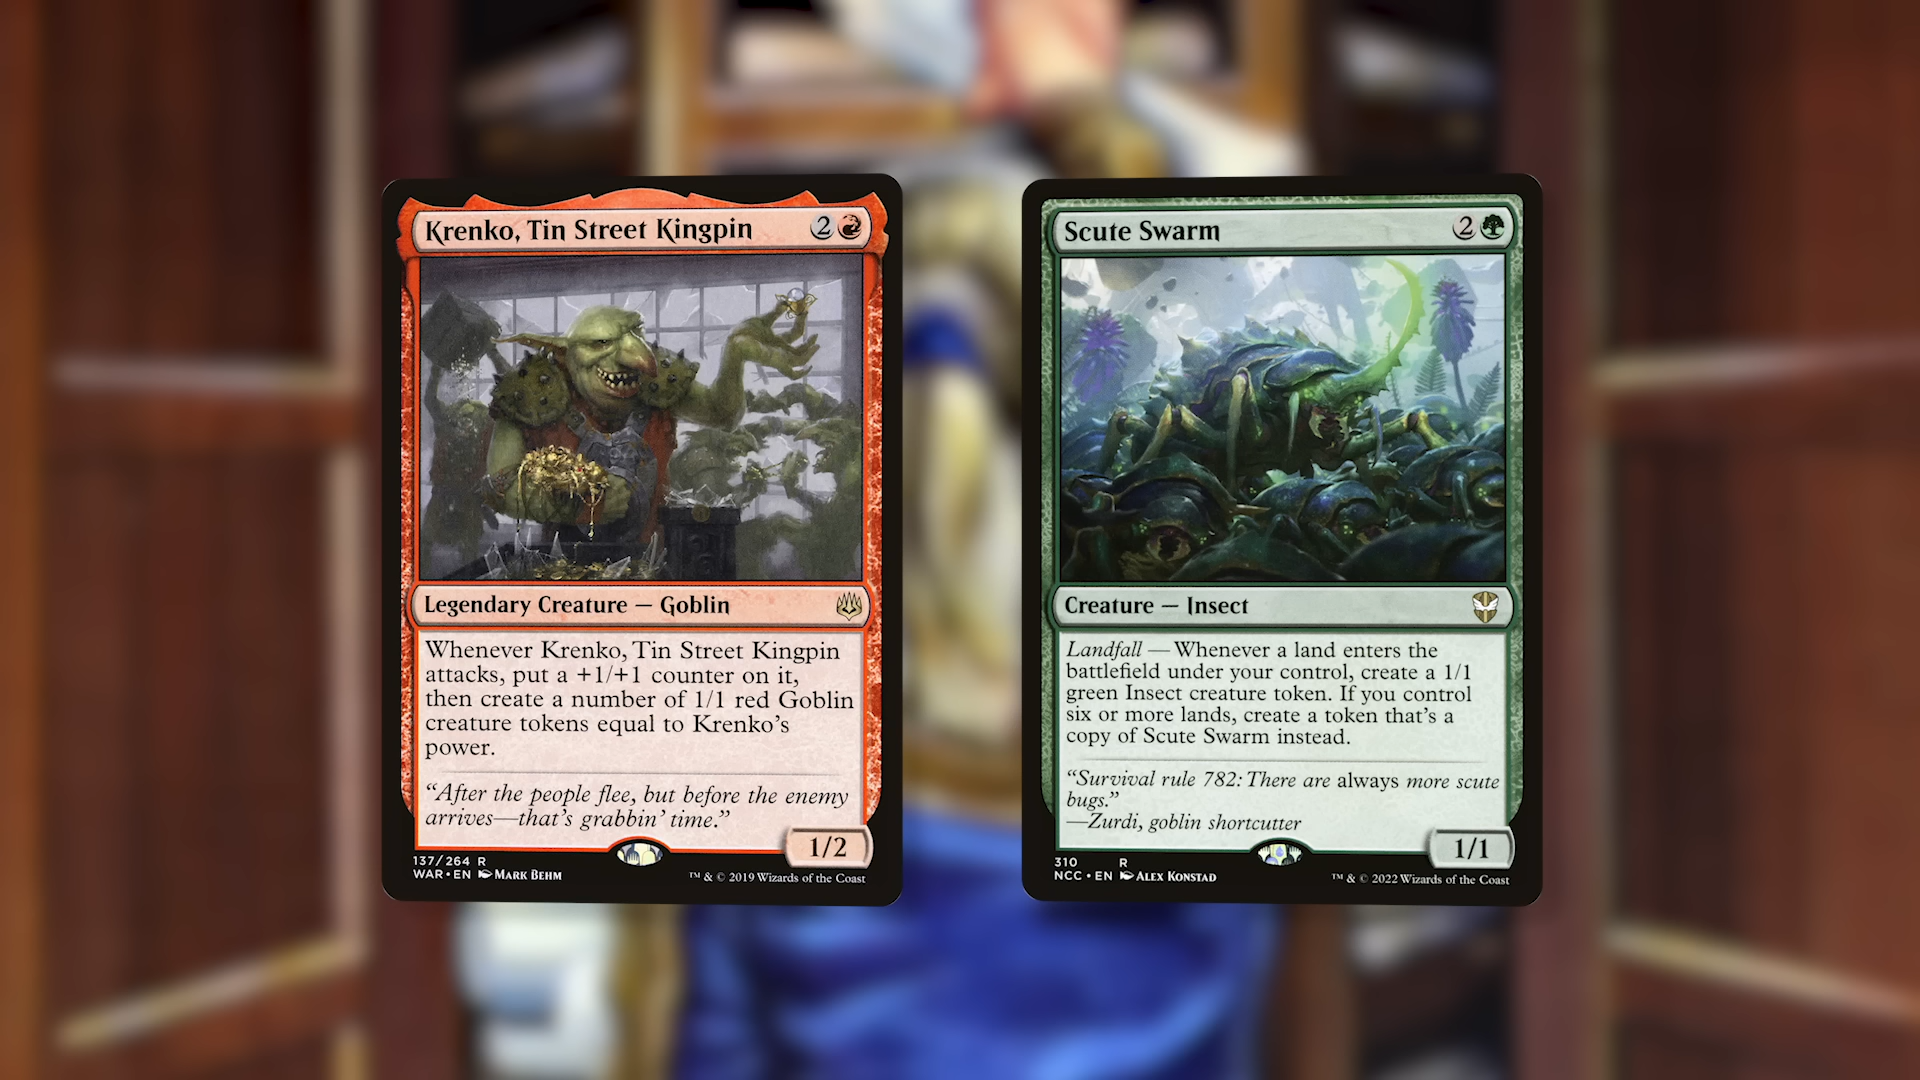 Krenko, Tin Street Kingpin
2
Legendary Creature — Goblin
Whenever Krenko, Tin Street Kingpin
attacks, put a +1/+1 counter on it,
then create a number of 1/1 red Goblin
creature tokens equal to Krenko's
power.
"After the people flee, but before the enemy
arrives—that's grabbin' time."
1/2
137/264 R
WAR • EN Mark Behm
™ & © 2019 Wizards of the Coast
Scute Swarm
2
Creature — Insect
Landfall — Whenever a land enters the
battlefield under your control, create a 1/1
green Insect creature token. If you control
six or more lands, create a token that's a
copy of Scute Swarm instead.
"Survival rule 782: There are always more scute
bugs."
—Zurdi, goblin shortcutter
1/1
310 R
NCC • EN Alex Konstad
™ & © 2022 Wizards of the Coast